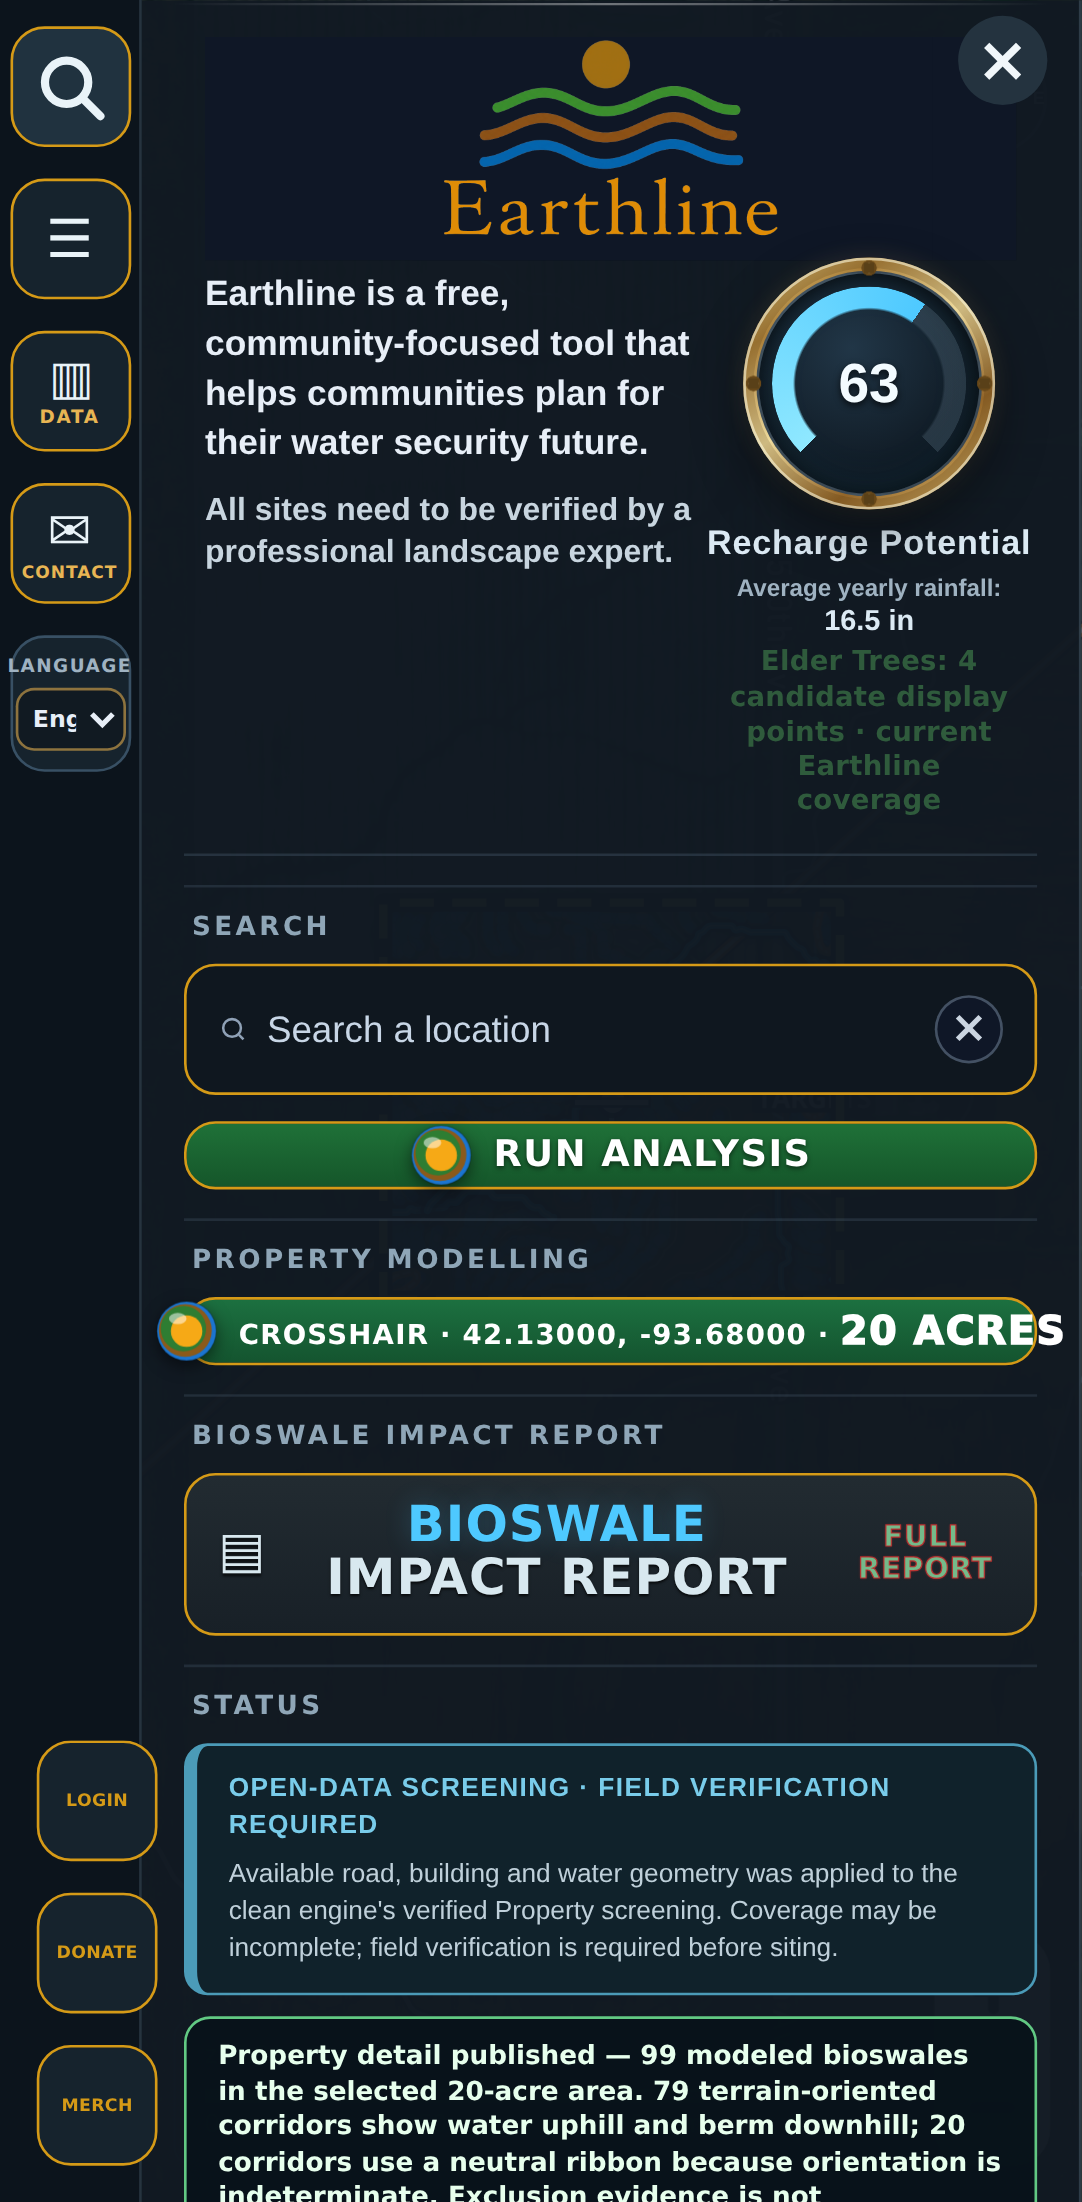 Earthline
Earthline is a free,
community-focused tool that
helps communities plan for
their water security future.
All sites need to be verified by a
professional landscape expert.
63
Recharge Potential
Average yearly rainfall:
16.5 in
Elder Trees: 4
candidate display
points · current
Earthline
coverage
DATA
CONTACT
LANGUAGE
Eng
SEARCH
Search a location
RUN ANALYSIS
PROPERTY MODELLING
CROSSHAIR · 42.13000, -93.68000 · 20 ACRES
BIOSWALE IMPACT REPORT
BIOSWALE
IMPACT REPORT
FULL
REPORT
STATUS
OPEN-DATA SCREENING · FIELD VERIFICATION
REQUIRED
Available road, building and water geometry was applied to the
clean engine's verified Property screening. Coverage may be
incomplete; field verification is required before siting.
LOGIN
DONATE
MERCH
Property detail published — 99 modeled bioswales
in the selected 20-acre area. 79 terrain-oriented
corridors show water uphill and berm downhill; 20
corridors use a neutral ribbon because orientation is
indeterminate. Exclusion evidence is not